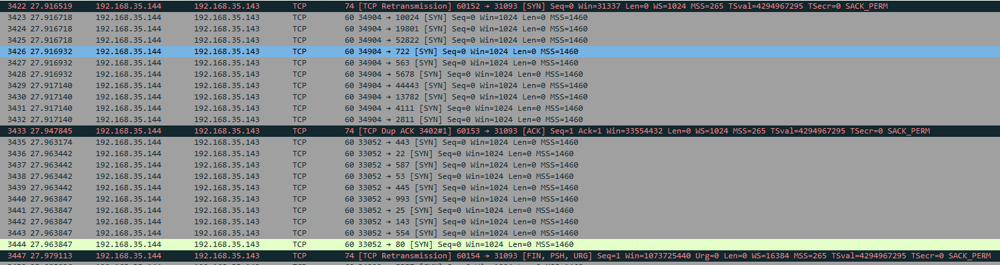 3422 27.916519 192.168.35.144 192.168.35.143 TCP 74 [TCP Retransmission] 60152 → 31093 [SYN] Seq=0 Win=31337 Len=0 WS=1024 MSS=265 TSval=4294967295 TSecr=0 SACK_PERM
3423 27.916718 192.168.35.144 192.168.35.143 TCP 60 34904 → 10024 [SYN] Seq=0 Win=1024 Len=0 MSS=1460
3424 27.916718 192.168.35.144 192.168.35.143 TCP 60 34904 → 19801 [SYN] Seq=0 Win=1024 Len=0 MSS=1460
3425 27.916718 192.168.35.144 192.168.35.143 TCP 60 34904 → 52822 [SYN] Seq=0 Win=1024 Len=0 MSS=1460
3426 27.916932 192.168.35.144 192.168.35.143 TCP 60 34904 → 722 [SYN] Seq=0 Win=1024 Len=0 MSS=1460
3427 27.916932 192.168.35.144 192.168.35.143 TCP 60 34904 → 563 [SYN] Seq=0 Win=1024 Len=0 MSS=1460
3428 27.916932 192.168.35.144 192.168.35.143 TCP 60 34904 → 5678 [SYN] Seq=0 Win=1024 Len=0 MSS=1460
3429 27.917140 192.168.35.144 192.168.35.143 TCP 60 34904 → 44443 [SYN] Seq=0 Win=1024 Len=0 MSS=1460
3430 27.917140 192.168.35.144 192.168.35.143 TCP 60 34904 → 13782 [SYN] Seq=0 Win=1024 Len=0 MSS=1460
3431 27.917140 192.168.35.144 192.168.35.143 TCP 60 34904 → 4111 [SYN] Seq=0 Win=1024 Len=0 MSS=1460
3432 27.917140 192.168.35.144 192.168.35.143 TCP 60 34904 → 2811 [SYN] Seq=0 Win=1024 Len=0 MSS=1460
3433 27.947845 192.168.35.144 192.168.35.143 TCP 74 [TCP Dup ACK 3402#1] 60153 → 31093 [ACK] Seq=1 Ack=1 Win=33554432 Len=0 WS=1024 MSS=265 TSval=4294967295 TSecr=0 SACK_PERM
3435 27.963174 192.168.35.144 192.168.35.143 TCP 60 33052 → 443 [SYN] Seq=0 Win=1024 Len=0 MSS=1460
3436 27.963442 192.168.35.144 192.168.35.143 TCP 60 33052 → 22 [SYN] Seq=0 Win=1024 Len=0 MSS=1460
3437 27.963442 192.168.35.144 192.168.35.143 TCP 60 33052 → 587 [SYN] Seq=0 Win=1024 Len=0 MSS=1460
3438 27.963442 192.168.35.144 192.168.35.143 TCP 60 33052 → 53 [SYN] Seq=0 Win=1024 Len=0 MSS=1460
3439 27.963442 192.168.35.144 192.168.35.143 TCP 60 33052 → 445 [SYN] Seq=0 Win=1024 Len=0 MSS=1460
3440 27.963847 192.168.35.144 192.168.35.143 TCP 60 33052 → 993 [SYN] Seq=0 Win=1024 Len=0 MSS=1460
3441 27.963847 192.168.35.144 192.168.35.143 TCP 60 33052 → 25 [SYN] Seq=0 Win=1024 Len=0 MSS=1460
3442 27.963847 192.168.35.144 192.168.35.143 TCP 60 33052 → 143 [SYN] Seq=0 Win=1024 Len=0 MSS=1460
3443 27.963847 192.168.35.144 192.168.35.143 TCP 60 33052 → 554 [SYN] Seq=0 Win=1024 Len=0 MSS=1460
3444 27.963847 192.168.35.144 192.168.35.143 TCP 60 33052 → 80 [SYN] Seq=0 Win=1024 Len=0 MSS=1460
3447 27.979113 192.168.35.144 192.168.35.143 TCP 74 [TCP Retransmission] 60154 → 31093 [FIN, PSH, URG] Seq=1 Win=1073725440 Urg=0 Len=0 WS=16384 MSS=265 TSval=4294967295 TSecr=0 SACK_PERM